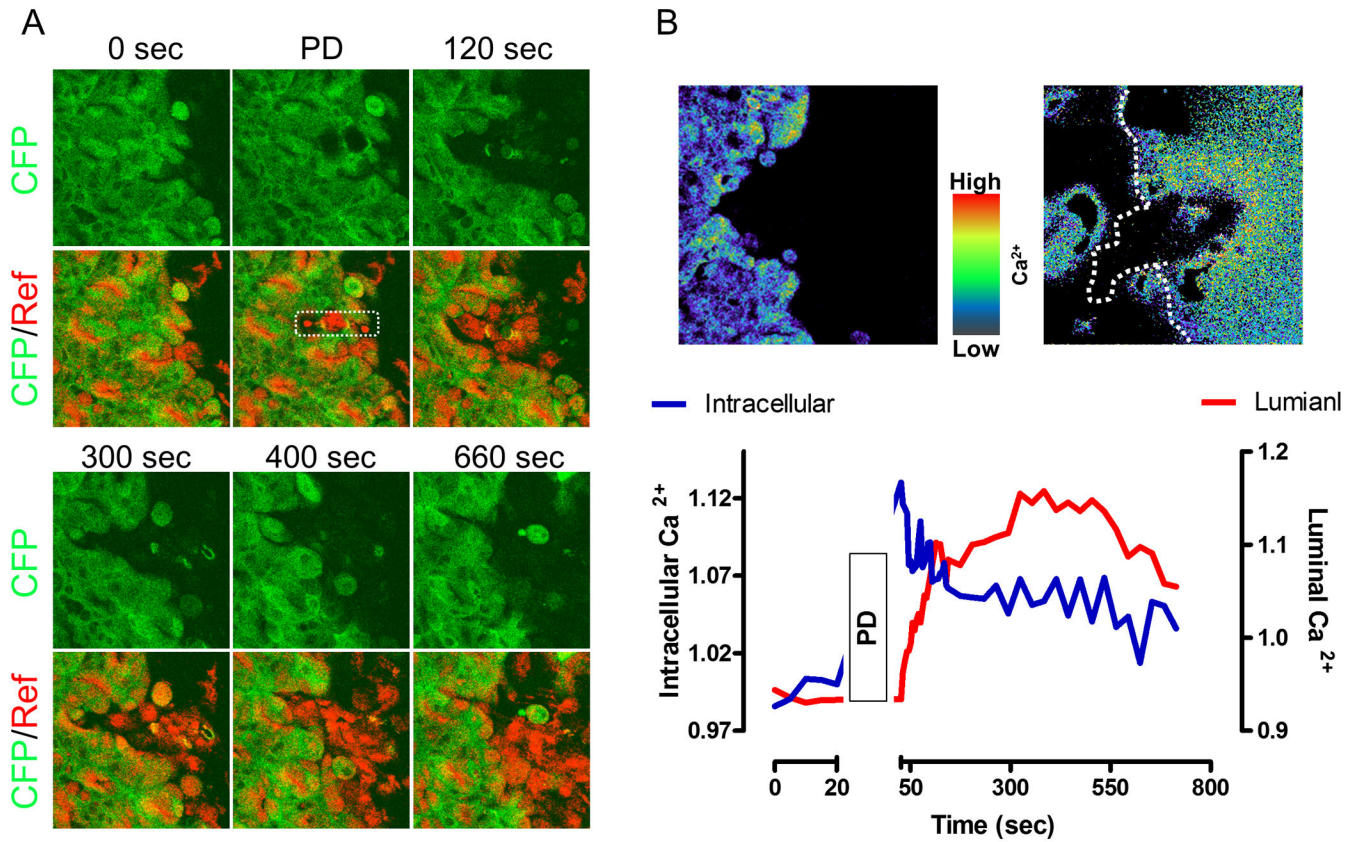 A
0 sec PD 120 sec
CFP
CFP/Ref
300 sec 400 sec 660 sec
CFP
CFP/Ref
B
High
Ca2+
Low
Intracellular
Lumianl
Intracellular Ca 2+
1.12
1.07
1.02
0.97
PD
1.2
1.1
1.0
0.9
Luminal Ca 2+
0 20 50 300 550 800
Time (sec)